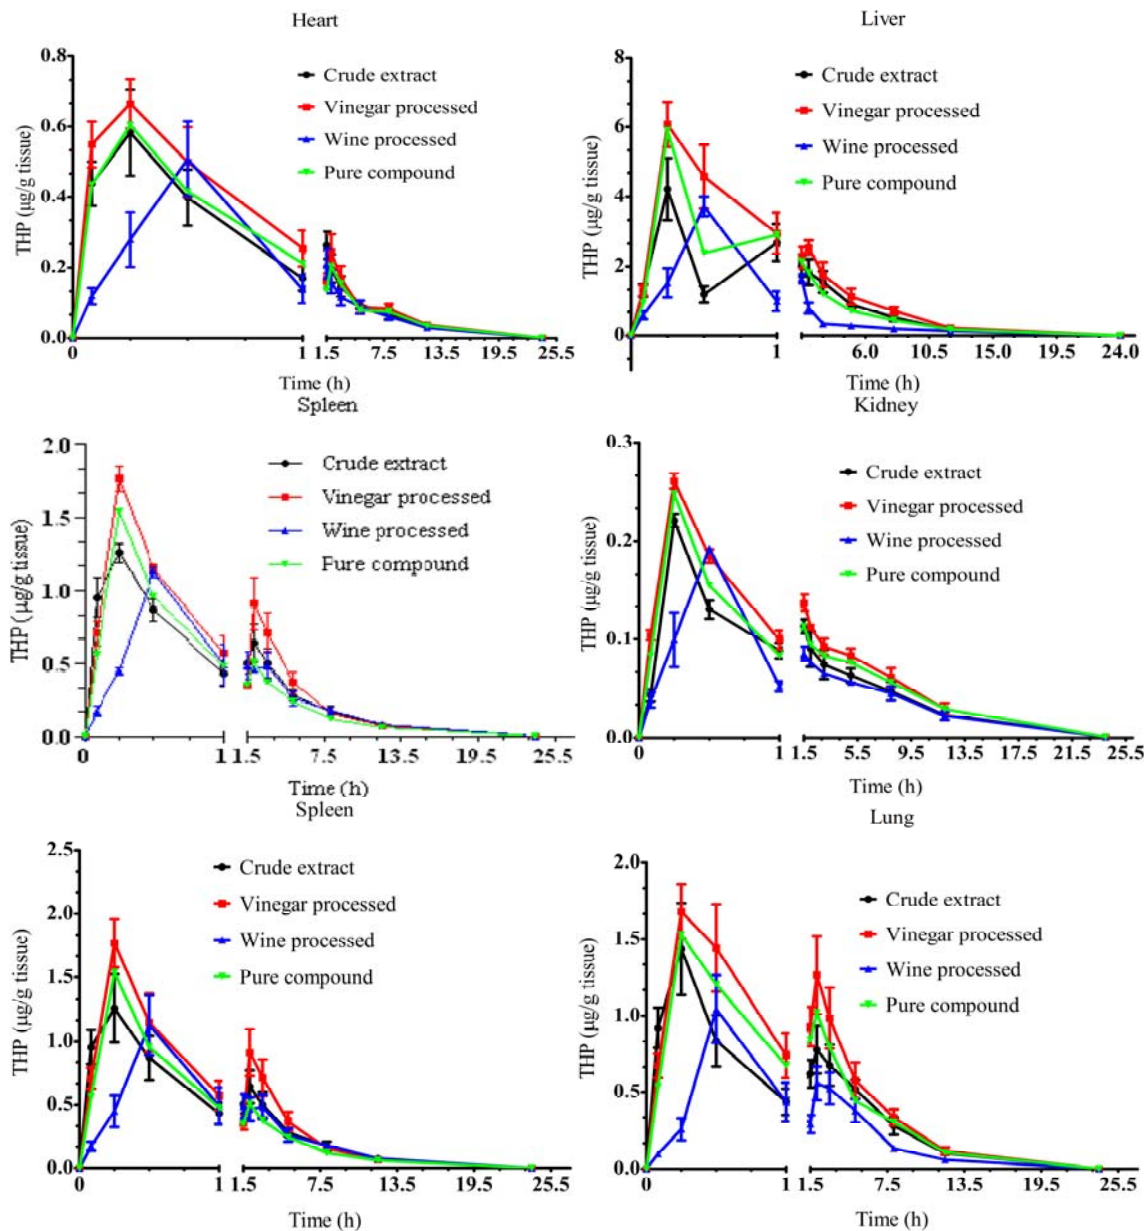 Heart
0.8
0.6
0.4
0.2
0.0
THP (µg/g tissue)
Crude extract
Vinegar processed
Wine processed
Pure compound
0 1 1.5 7.5 13.5 19.5 25.5
Time (h)
Liver
8
6
4
2
0
THP (µg/g tissue)
Crude extract
Vinegar processed
Wine processed
Pure compound
1 6.0 10.5 15.0 19.5 24.0
Time (h)
Spleen
2.0
1.5
1.0
0.5
0.0
THP (µg/g tissue)
Crude extract
Vinegar processed
Wine processed
Pure compound
0 1 1.5 7.5 13.5 19.5 25.5
Time (h)
Kidney
0.3
0.2
0.1
0.0
THP (µg/g tissue)
Crude extract
Vinegar processed
Wine processed
Pure compound
0 1 1.5 5.5 9.5 13.5 17.5 21.5 25.5
Time (h)
Spleen
2.5
2.0
1.5
1.0
0.5
0.0
THP (µg/g tissue)
Crude extract
Vinegar processed
Wine processed
Pure compound
0 1 1.5 7.5 13.5 19.5 25.5
Time (h)
Lung
2.0
1.5
1.0
0.5
0.0
THP (µg/g tissue)
Crude extract
Vinegar processed
Wine processed
Pure compound
0 1 1.5 7.5 13.5 19.5 25.5
Time (h)